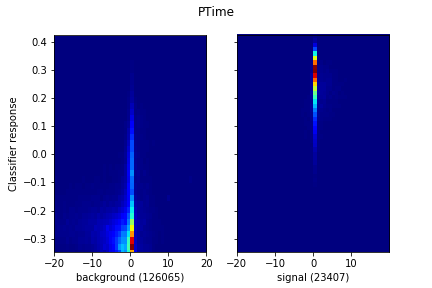 PTime
0.4
0.3
0.2
0.1
0.0
−0.1
−0.2
−0.3
Classifier response
−20 −10 0 10 20
−20 −10 0 10
background (126065)
signal (23407)